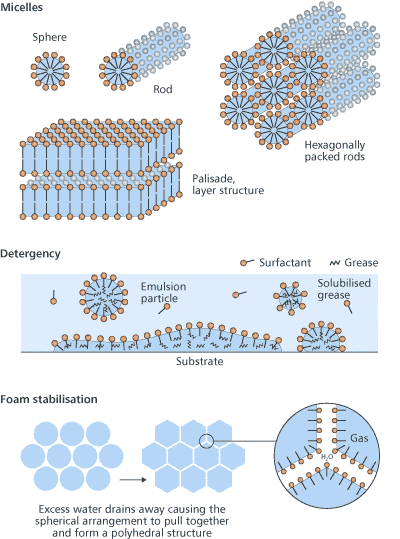 Micelles
Sphere
Rod
Hexagonally
packed rods
Palisade,
layer structure
Detergency
Surfactant
Grease
Emulsion
particle
Solubilised
grease
Substrate
Foam stabilisation
Gas
H₂O
Excess water drains away causing the
spherical arrangement to pull together
and form a polyhedral structure